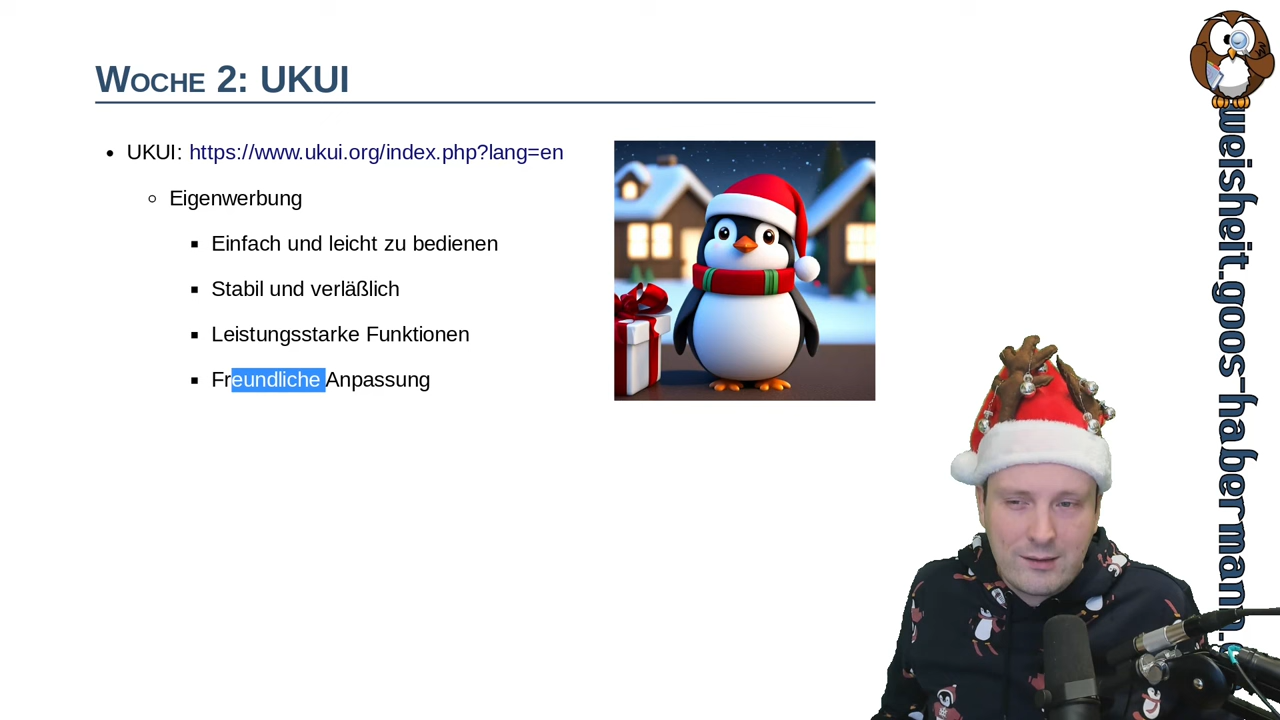 Woche 2: UKUI
UKUI: https://www.ukui.org/index.php?lang=en
Eigenwerbung
Einfach und leicht zu bedienen
Stabil und verläßlich
Leistungsstarke Funktionen
Freundliche Anpassung
weisheit.goos-habermann.